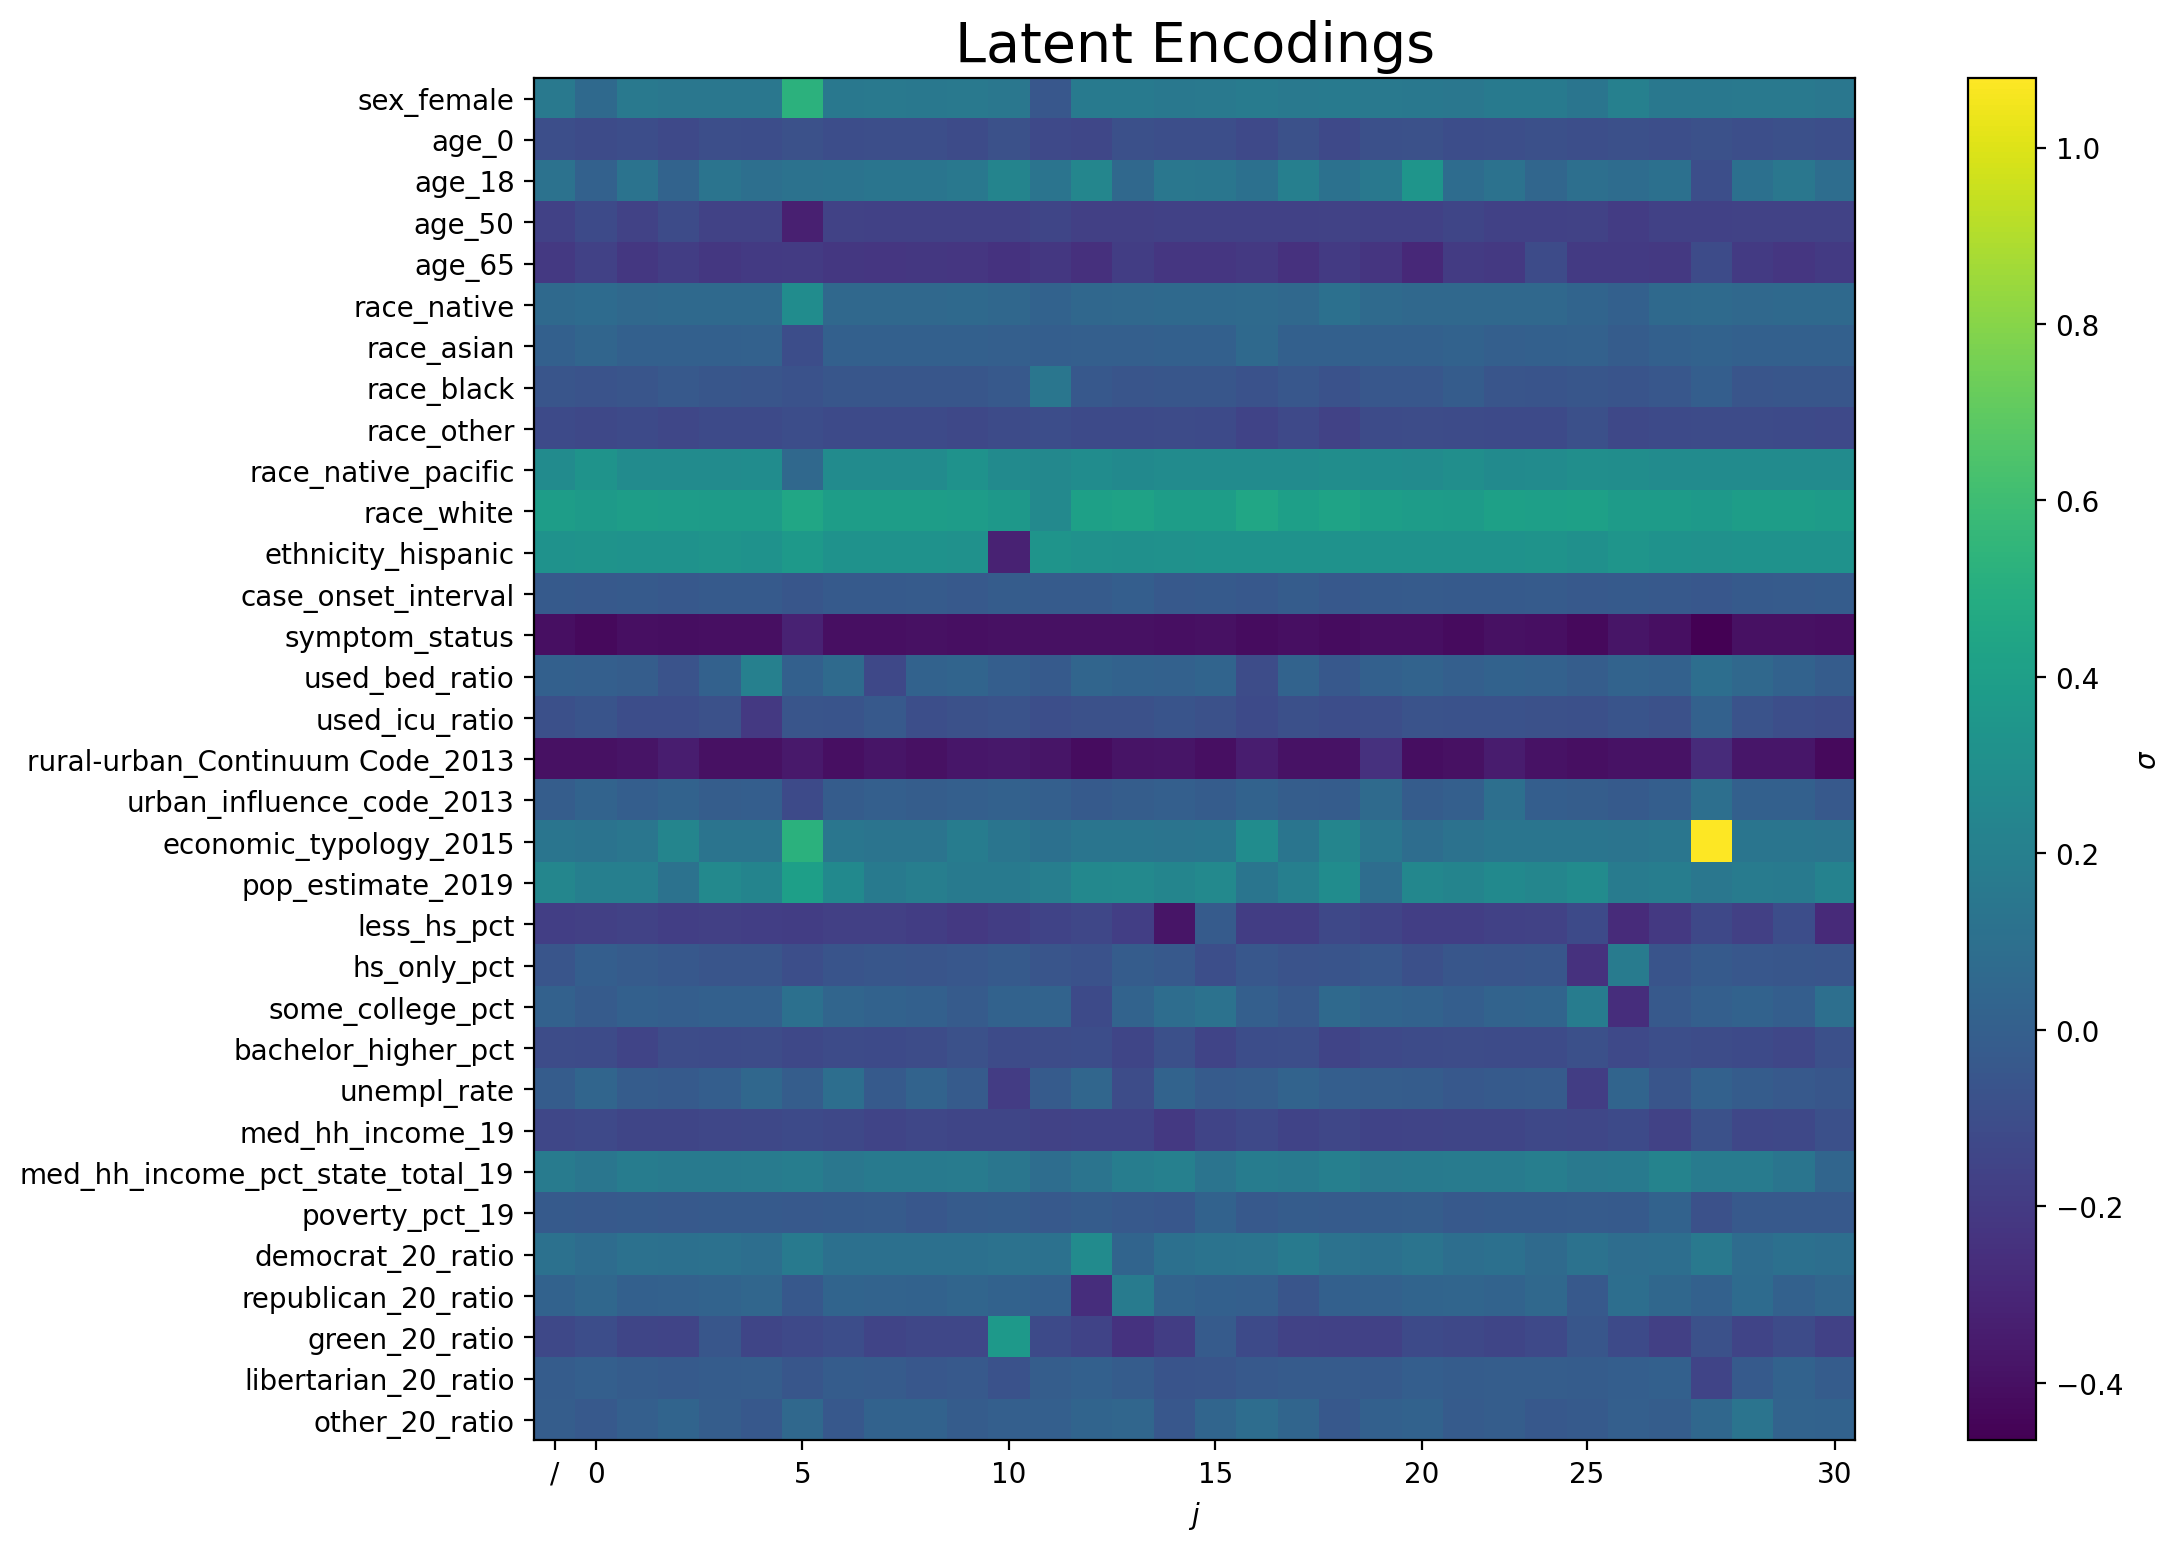 Latent Encodings
sex_female
age_0
age_18
age_50
age_65
race_native
race_asian
race_black
race_other
race_native_pacific
race_white
ethnicity_hispanic
case_onset_interval
symptom_status
used_bed_ratio
used_icu_ratio
rural-urban_Continuum Code_2013
urban_influence_code_2013
economic_typology_2015
pop_estimate_2019
less_hs_pct
hs_only_pct
some_college_pct
bachelor_higher_pct
unempl_rate
med_hh_income_19
med_hh_income_pct_state_total_19
poverty_pct_19
democrat_20_ratio
republican_20_ratio
green_20_ratio
libertarian_20_ratio
other_20_ratio
/ 0 5 10 15 20 25 30
j
1.0
0.8
0.6
0.4
0.2
0.0
−0.2
−0.4
σ